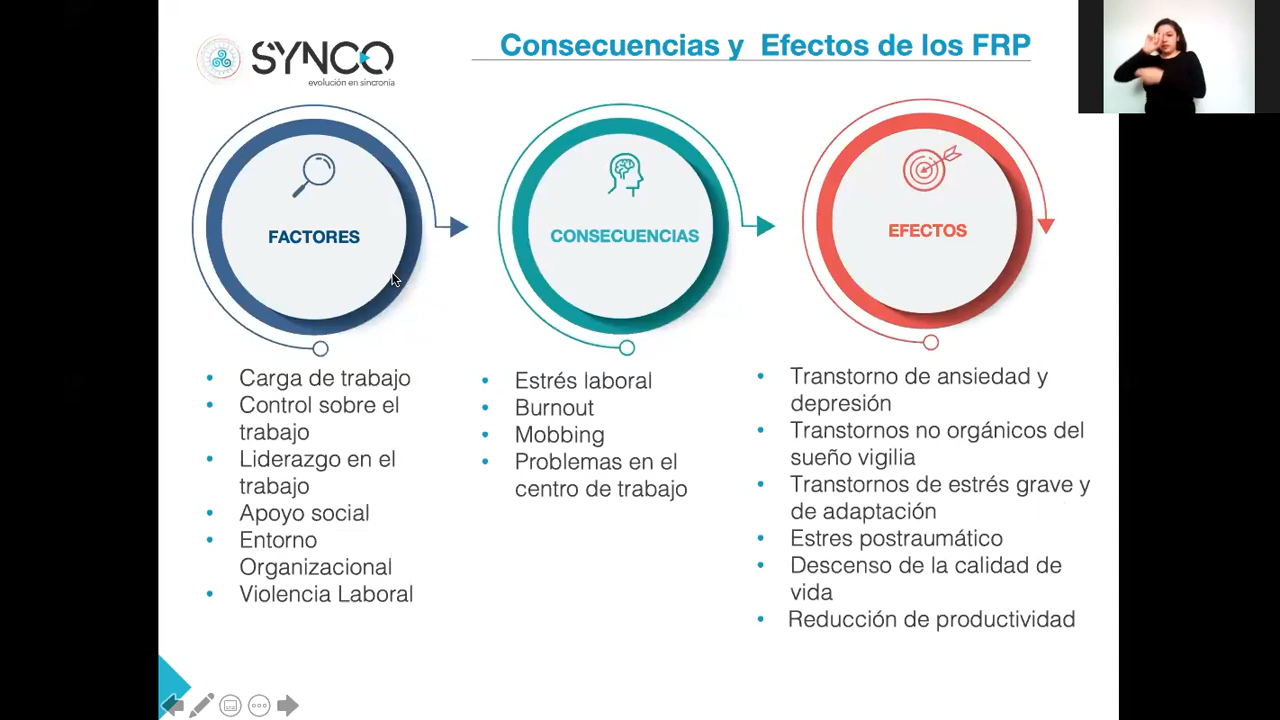 SYNCO
evolución en sincronía
Consecuencias y Efectos de los FRP
FACTORES
CONSECUENCIAS
EFECTOS
• Carga de trabajo
• Control sobre el
trabajo
• Liderazgo en el
trabajo
• Apoyo social
• Entorno
Organizacional
• Violencia Laboral
• Estrés laboral
• Burnout
• Mobbing
• Problemas en el
centro de trabajo
• Transtorno de ansiedad y
depresión
• Transtornos no orgánicos del
sueño vigilia
• Transtornos de estrés grave y
de adaptación
• Estres postraumático
• Descenso de la calidad de
vida
• Reducción de productividad